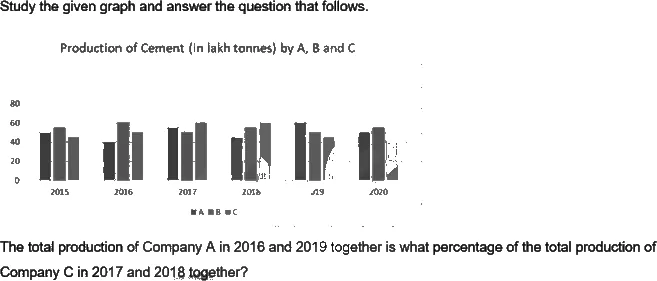 Study the given graph and answer the question that follows.
Production of Cement (In lakh tonnes) by A, B and C
80
60
40
20
0
2015 2016 2017 2018 2020
A B C
The total production of Company A in 2016 and 2019 together is what percentage of the total production of
Company C in 2017 and 2018 together?